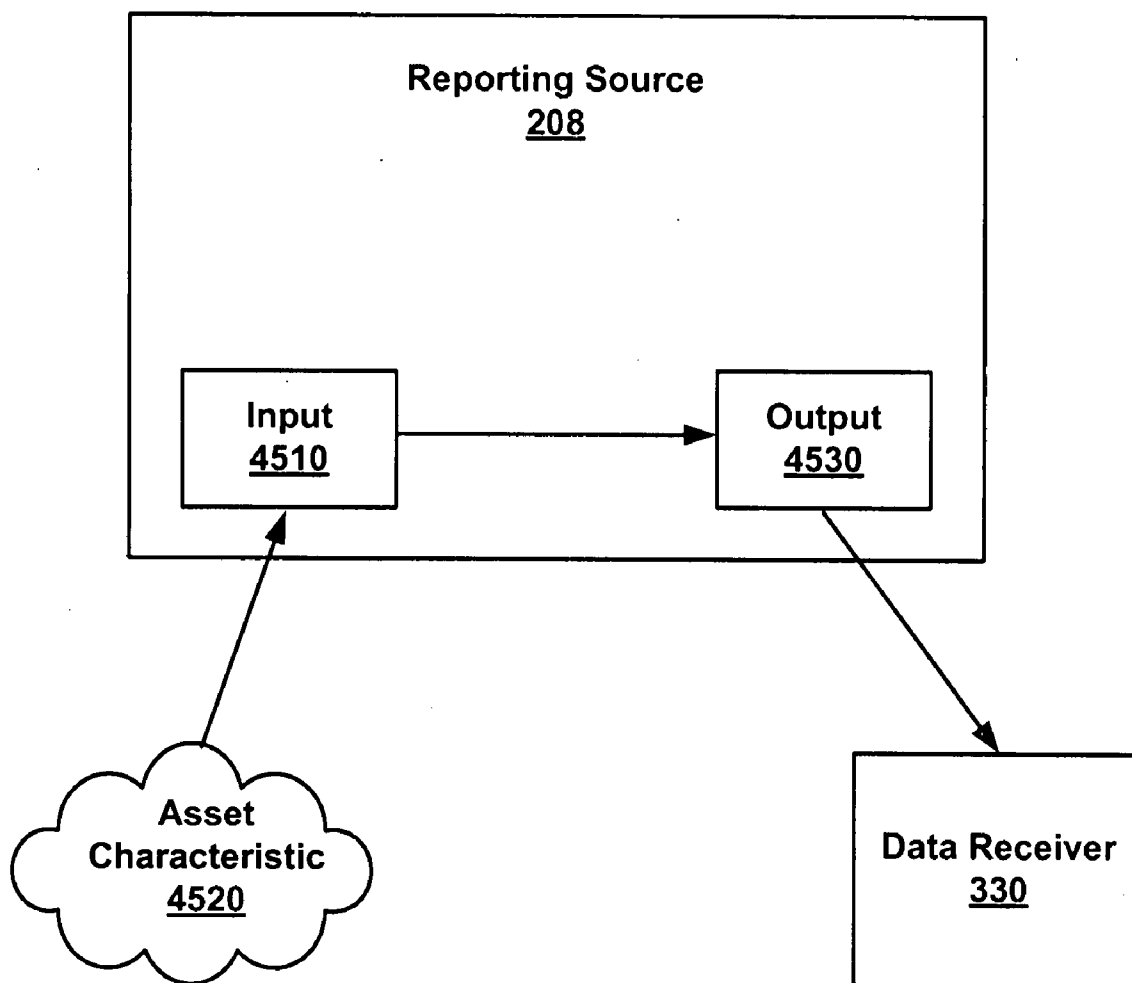 Reporting Source
208
Input
4510
Output
4530
Asset
Characteristic
4520
Data Receiver
330